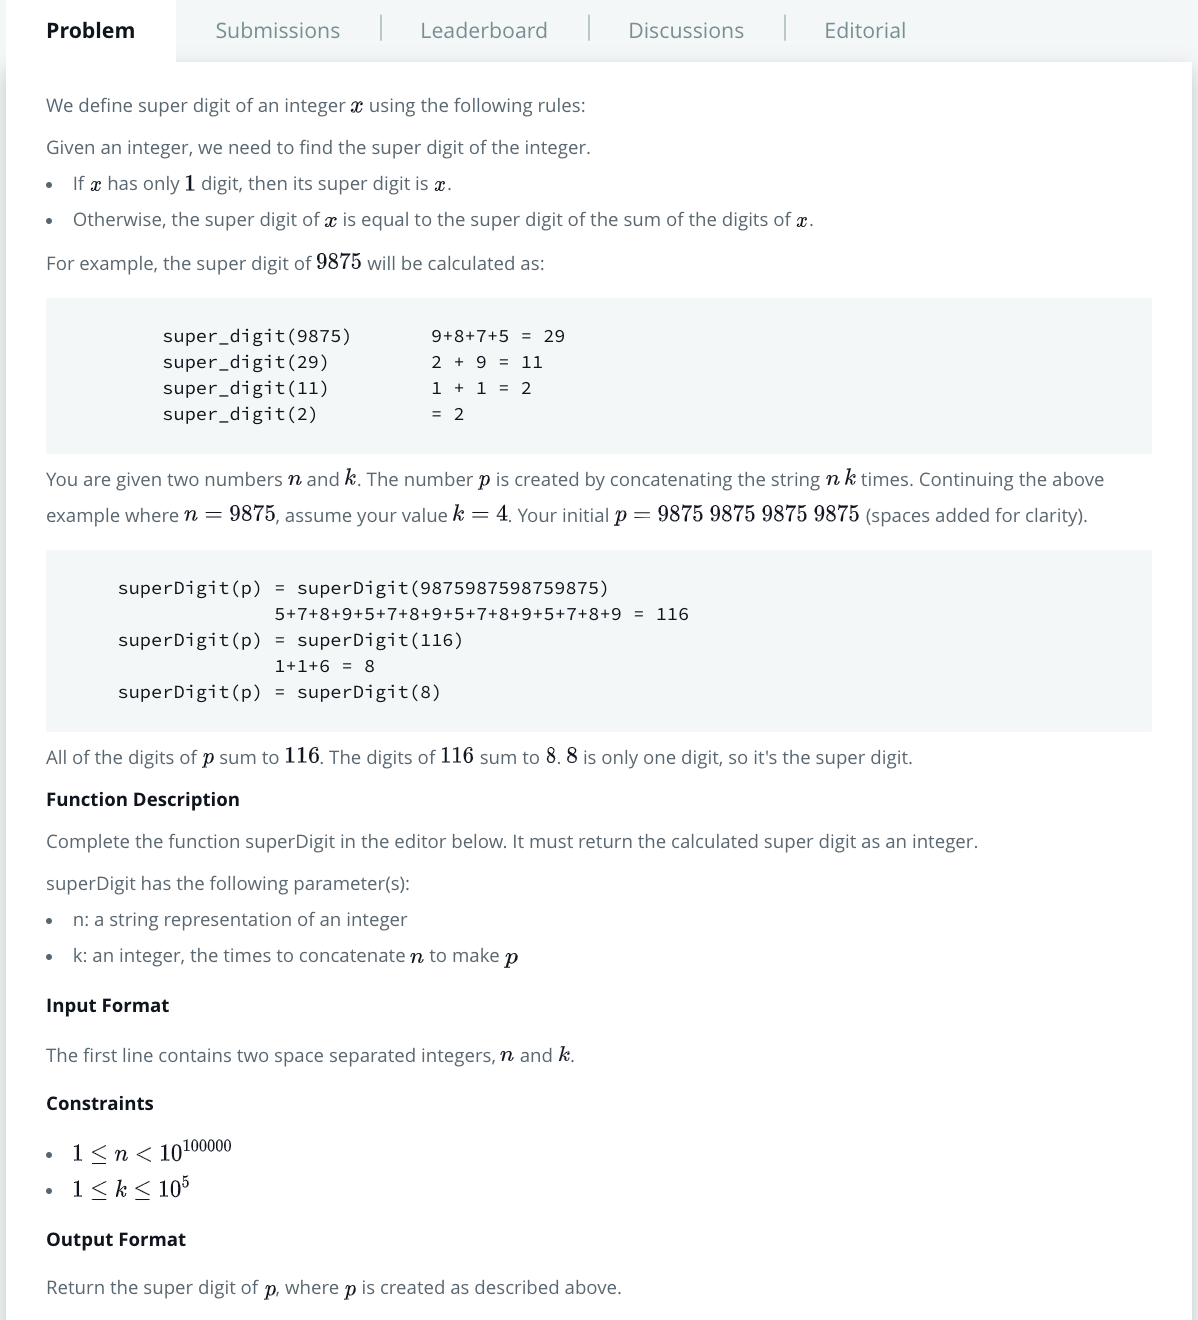 Problem Submissions Leaderboard Discussions Editorial
We define super digit of an integer x using the following rules:
Given an integer, we need to find the super digit of the integer.
• If x has only 1 digit, then its super digit is x.
• Otherwise, the super digit of x is equal to the super digit of the sum of the digits of x.
For example, the super digit of 9875 will be calculated as:
super_digit(9875) 9+8+7+5 = 29
super_digit(29) 2 + 9 = 11
super_digit(11) 1 + 1 = 2
super_digit(2) = 2
You are given two numbers n and k. The number p is created by concatenating the string n k times. Continuing the above
example where n = 9875, assume your value k = 4. Your initial p = 9875 9875 9875 9875 (spaces added for clarity).
superDigit(p) = superDigit(9875987598759875)
5+7+8+9+5+7+8+9+5+7+8+9+5+7+8+9 = 116
superDigit(p) = superDigit(116)
1+1+6 = 8
superDigit(p) = superDigit(8)
All of the digits of p sum to 116. The digits of 116 sum to 8. 8 is only one digit, so it's the super digit.
Function Description
Complete the function superDigit in the editor below. It must return the calculated super digit as an integer.
superDigit has the following parameter(s):
• n: a string representation of an integer
• k: an integer, the times to concatenate n to make p
Input Format
The first line contains two space separated integers, n and k.
Constraints
• 1 ≤ n < 10^100000
• 1 ≤ k ≤ 10^5
Output Format
Return the super digit of p, where p is created as described above.